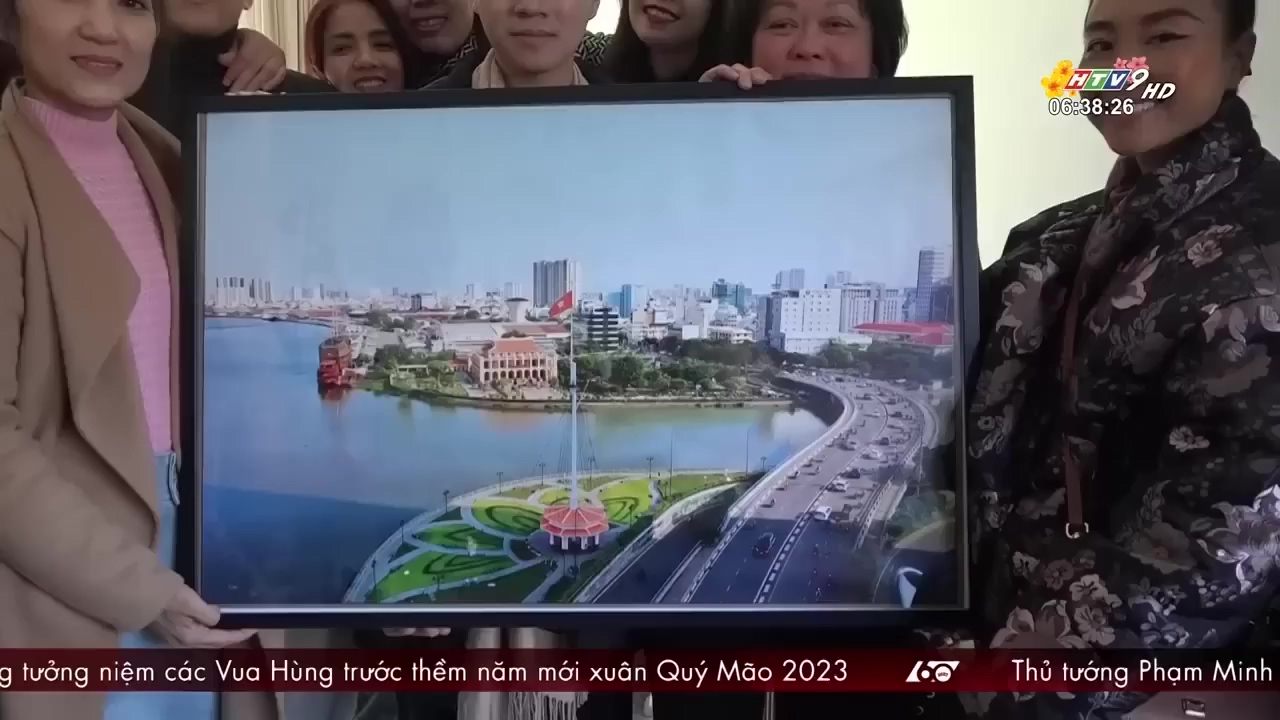 HTV9 HD
06:38:26
g tưởng niệm các Vua Hùng trước thềm năm mới xuân Quý Mão 2023 60 Thủ tướng Phạm Minh